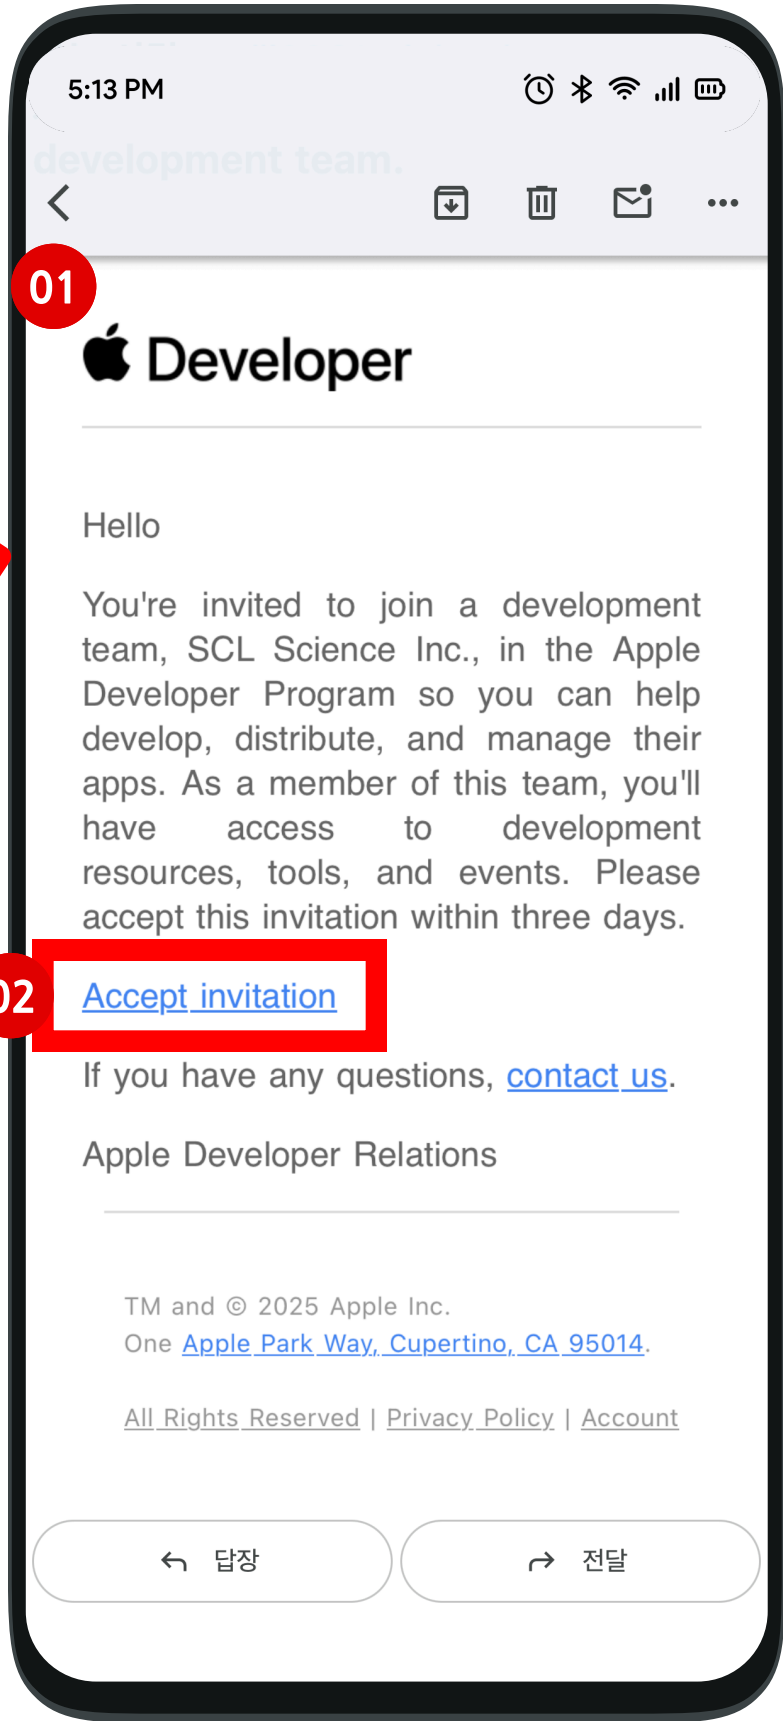 5:13 PM
development team.
01
Developer
Hello
You're invited to join a development
team, SCL Science Inc., in the Apple
Developer Program so you can help
develop, distribute, and manage their
apps. As a member of this team, you'll
have access to development
resources, tools, and events. Please
accept this invitation within three days.
02
Accept invitation
If you have any questions, contact us.
Apple Developer Relations
TM and © 2025 Apple Inc.
One Apple Park Way, Cupertino, CA 95014.
All Rights Reserved | Privacy Policy | Account
답장
전달